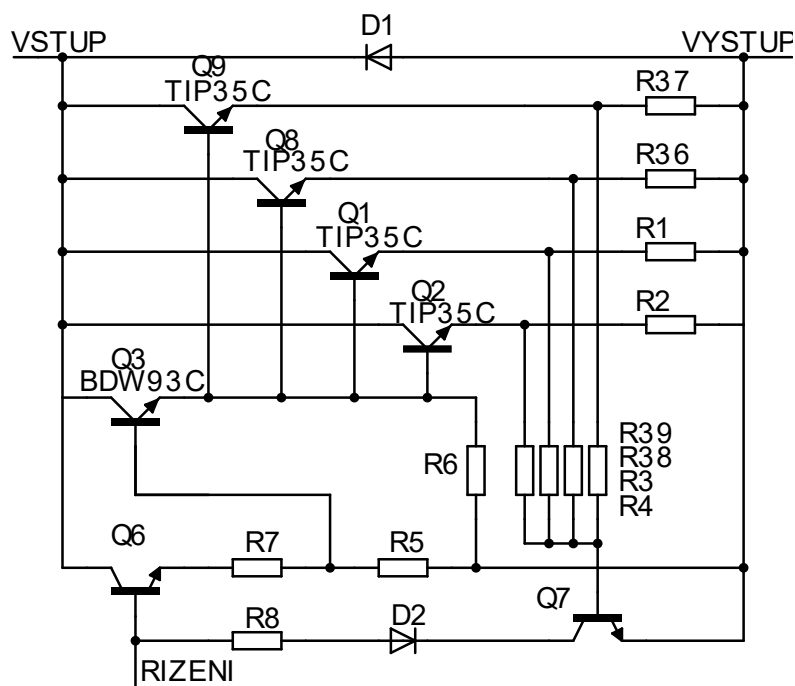 D1
VSTUP
VYSTUP
Q9
TIP35C
R37
Q8
TIP35C
R36
Q1
TIP35C
R1
Q2
TIP35C
R2
Q3
BDW93C
R6
R39
R38
R3
R4
Q6
R7
R5
Q7
R8
D2
RIZENI